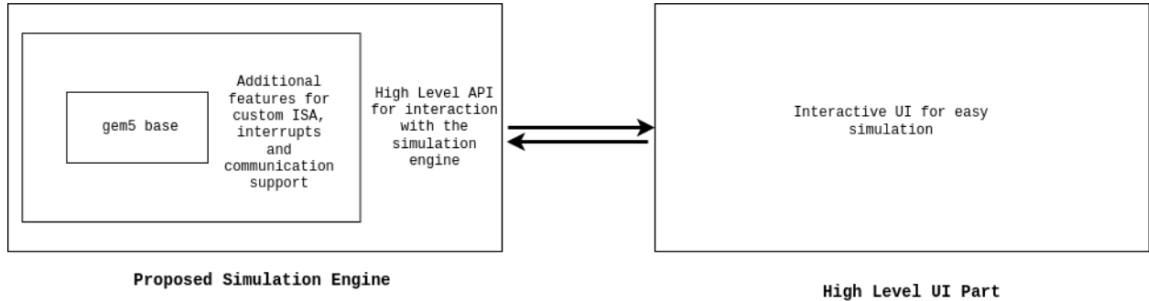 gem5 base
Additional
features for
custom ISA,
interrupts
and
communication
support
High Level API
for interaction
with the
simulation
engine
Interactive UI for easy
simulation
Proposed Simulation Engine
High Level UI Part